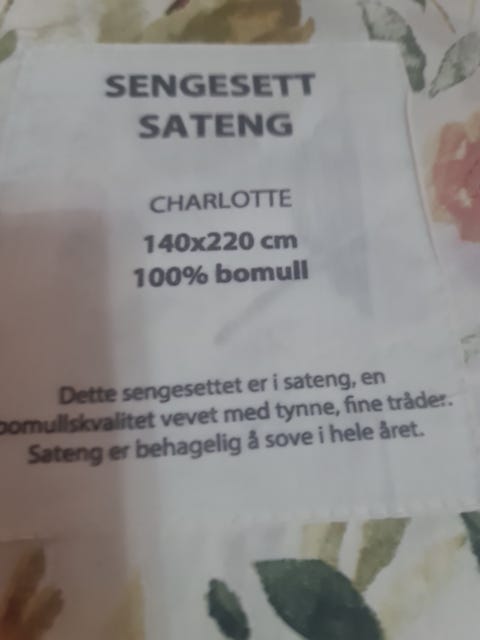 SENGESETT
SATENG
CHARLOTTE
140x220 cm
100% bomull
Dette sengesettet er i sateng, en
bomullskvalitet vevet med tynne, fine tråder.
Sateng er behagelig å sove i hele året.